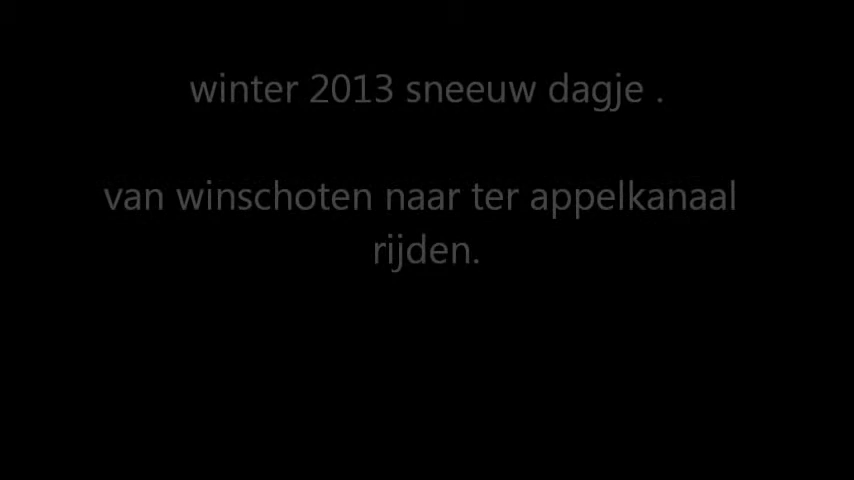 winter 2013 sneeuw dagje .
van winschoten naar ter appelkanaal
rijden.